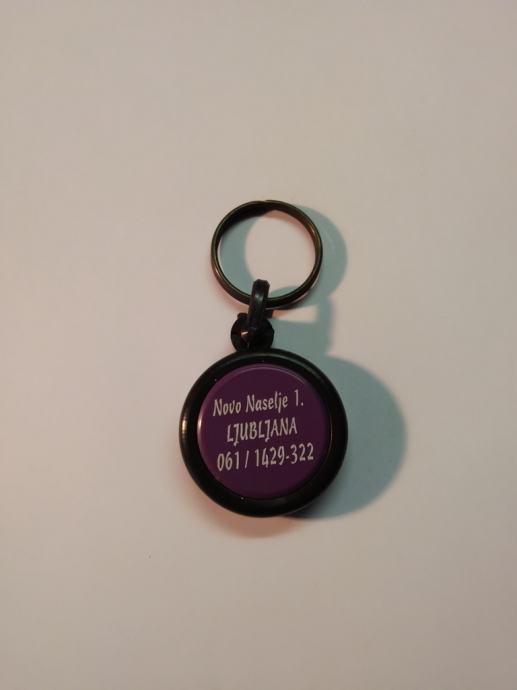 Novo Naselje 1.
LJUBLJANA
061 / 1429-322